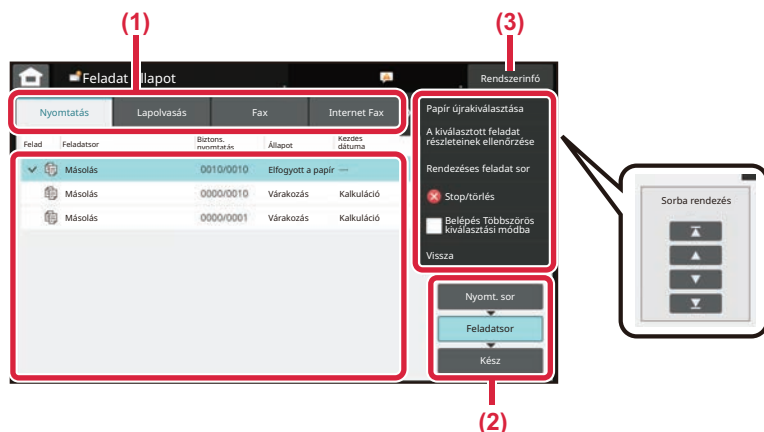 (1)
(3)
Feladat állapot
Rendszerinfó
Nyomtatás
Lapolvasás
Fax
Internet Fax
Felad
Feladatsor
Biztons.
nyomtatás
Állapot
Kezdés
dátuma
Másolás
0010/0010
Elfogyott a papír
—
Másolás
0000/0010
Várakozás
Kalkuláció
Másolás
0000/0001
Várakozás
Kalkuláció
Papír újrakiválasztása
A kiválasztott feladat
részleteinek ellenőrzése
Rendezéses feladat sor
Stop/törlés
Belépés Többszörös
kiválasztási módba
Vissza
Sorba rendezés
Nyomt. sor
Feladatsor
Kész
(2)